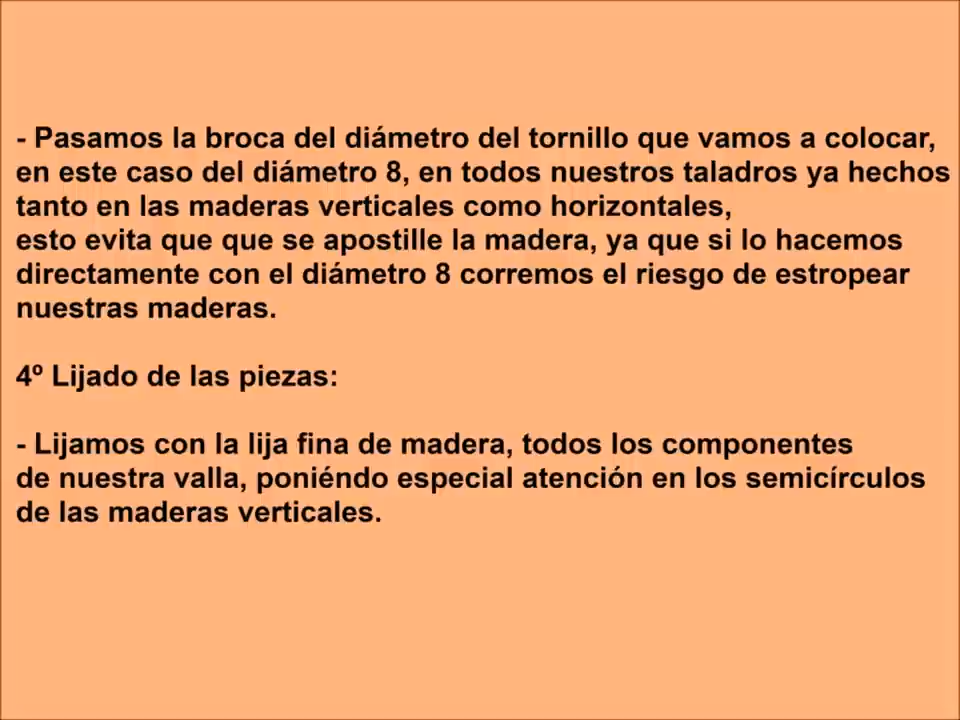 - Pasamos la broca del diámetro del tornillo que vamos a colocar,
en este caso del diámetro 8, en todos nuestros taladros ya hechos
tanto en las maderas verticales como horizontales,
esto evita que que se apostille la madera, ya que si lo hacemos
directamente con el diámetro 8 corremos el riesgo de estropear
nuestras maderas.
4º Lijado de las piezas:
- Lijamos con la lija fina de madera, todos los componentes
de nuestra valla, poniéndo especial atención en los semicírculos
de las maderas verticales.